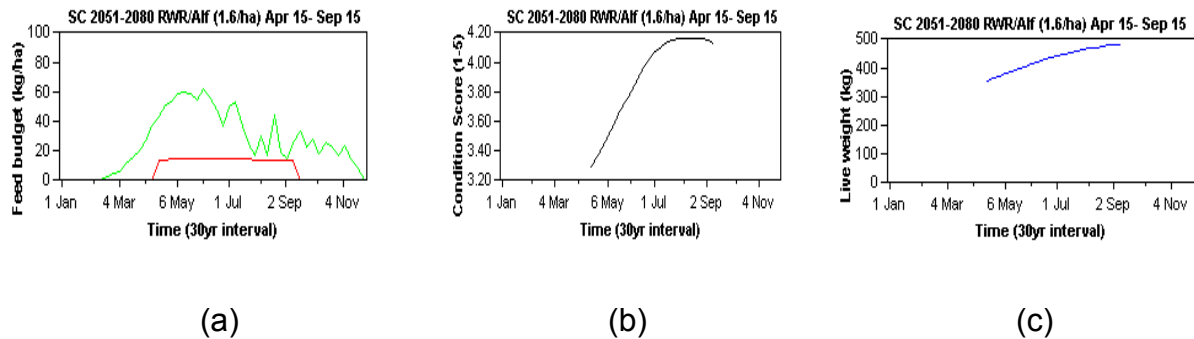 SC 2051-2080 RWR/Alf (1.6/ha) Apr 15- Sep 15
Feed budget (kg/ha)
100
80
60
40
20
0
1 Jan 4 Mar 6 May 1 Jul 2 Sep 4 Nov
Time (30yr interval)
(a)
SC 2051-2080 RWR/Alf (1.6/ha) Apr 15- Sep 15
Condition Score (1-5)
4.20
4.00
3.80
3.60
3.40
3.20
1 Jan 4 Mar 6 May 1 Jul 2 Sep 4 Nov
Time (30yr interval)
(b)
SC 2051-2080 RWR/Alf (1.6/ha) Apr 15- Sep 15
Live weight (kg)
500
400
300
200
100
0
1 Jan 4 Mar 6 May 1 Jul 2 Sep 4 Nov
Time (30yr interval)
(c)